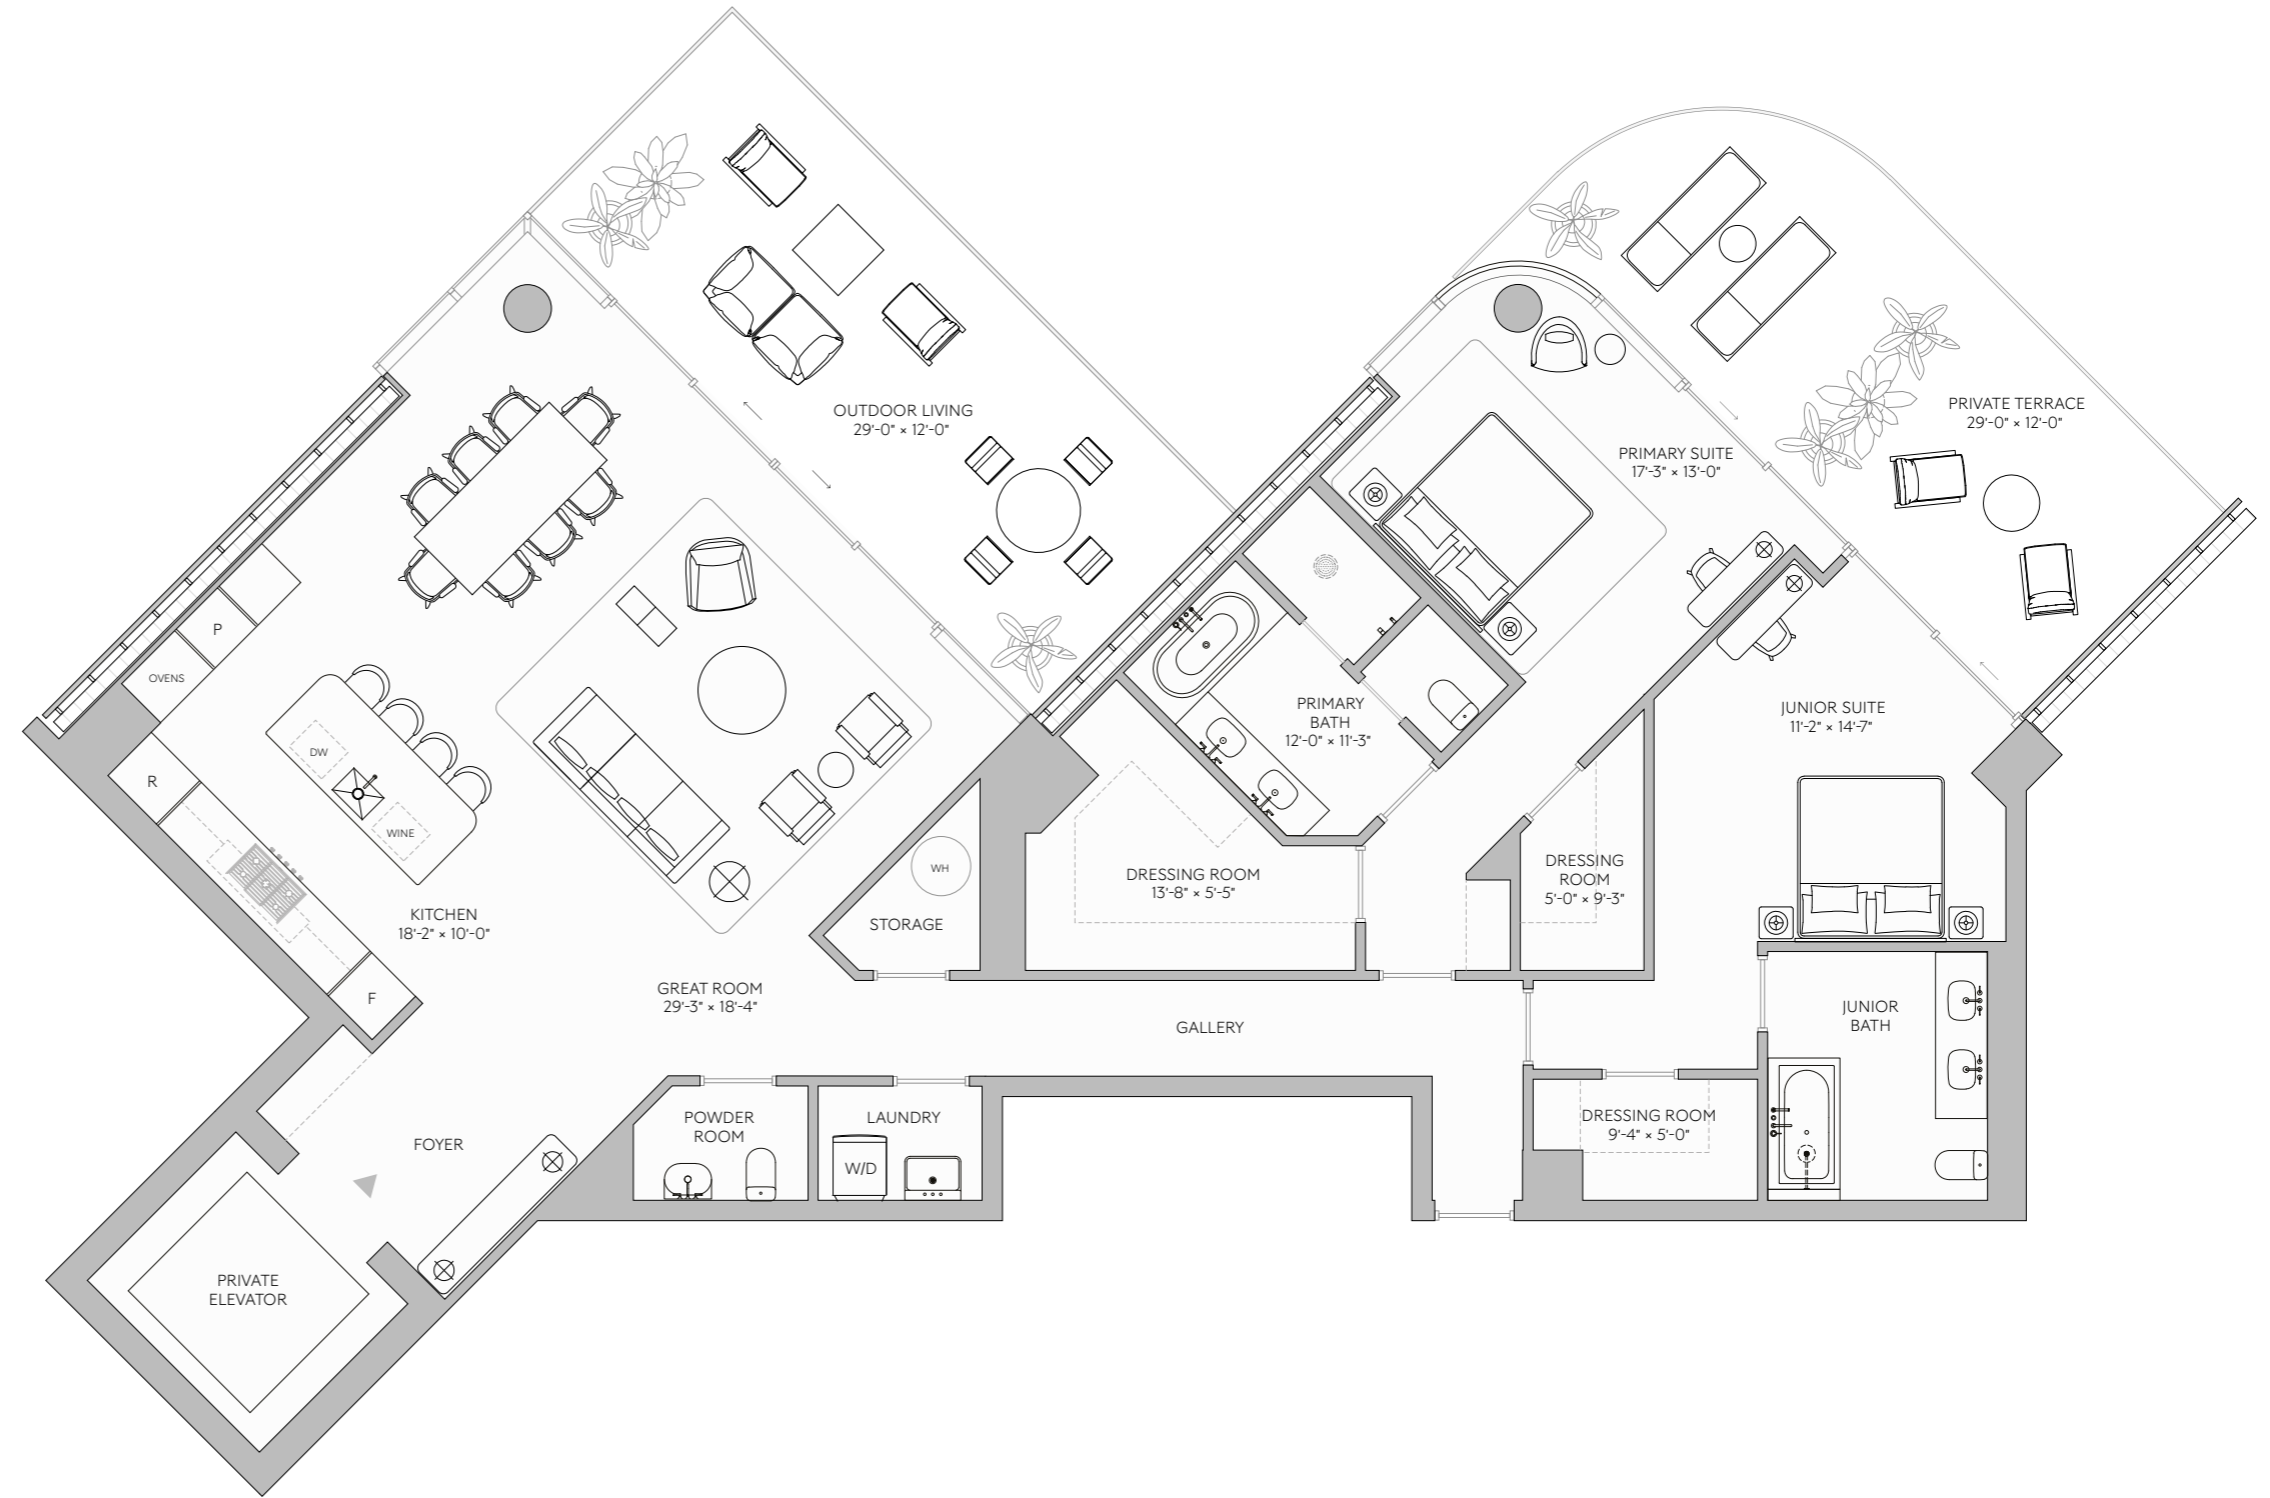 OUTDOOR LIVING
29'-0" × 12'-0"
PRIVATE TERRACE
29'-0" × 12'-0"
PRIMARY SUITE
17'-3" × 13'-0"
P
OVENS
DW
R
WINE
PRIMARY
BATH
12'-0" × 11'-3"
JUNIOR SUITE
11'-2" × 14'-7"
WH
STORAGE
DRESSING ROOM
13'-8" × 5'-5"
DRESSING
ROOM
5'-0" × 9'-3"
KITCHEN
18'-2" × 10'-0"
F
GREAT ROOM
29'-3" × 18'-4"
GALLERY
JUNIOR
BATH
FOYER
POWDER
ROOM
LAUNDRY
W/D
DRESSING ROOM
9'-4" × 5'-0"
PRIVATE
ELEVATOR